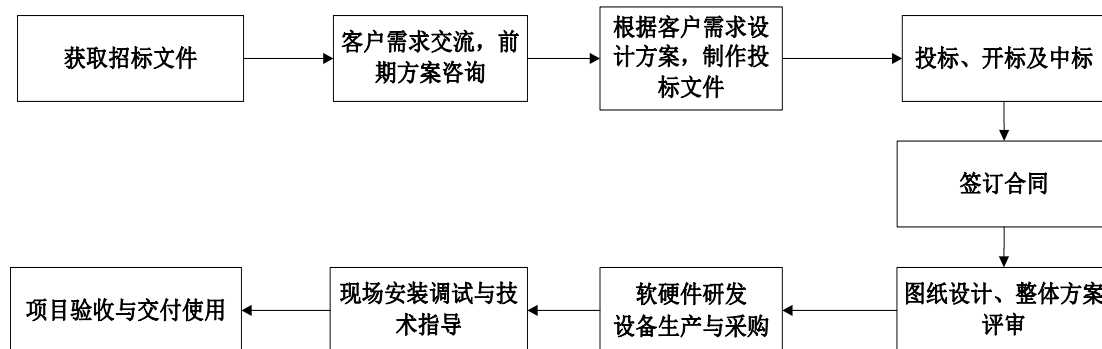 获取招标文件
客户需求交流，前
期方案咨询
根据客户需求设
计方案，制作投
标文件
投标、开标及中标
签订合同
图纸设计、整体方案
评审
软硬件研发
设备生产与采购
现场安装调试与技
术指导
项目验收与交付使用